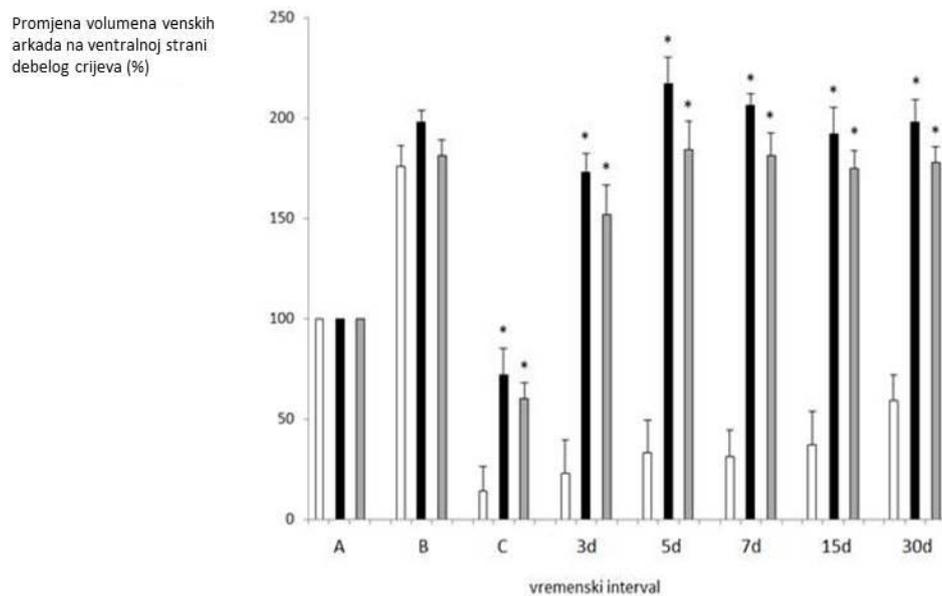 Promjena volumena venskih
arkada na ventralnoj strani
debelog crijeva (%)
250
200
150
100
50
0
* * * * * * * * * * * *
A B C 3d 5d 7d 15d 30d
vremenski interval